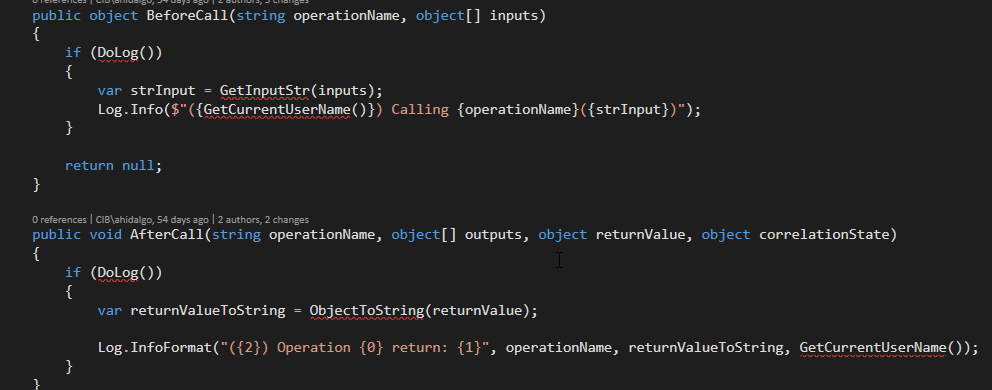 0 references | CIB\ahidalgo, 54 days ago | 2 authors, 3 changes
public object BeforeCall(string operationName, object[] inputs)
{
if (DoLog())
{
var strInput = GetInputStr(inputs);
Log.Info($"({GetCurrentUserName()}) Calling {operationName}({strInput})");
}
return null;
}
0 references | CIB\ahidalgo, 54 days ago | 2 authors, 2 changes
public void AfterCall(string operationName, object[] outputs, object returnValue, object correlationState)
{
if (DoLog())
{
var returnValueToString = ObjectToString(returnValue);
Log.InfoFormat("({2}) Operation {0} return: {1}", operationName, returnValueToString, GetCurrentUserName());
}
}